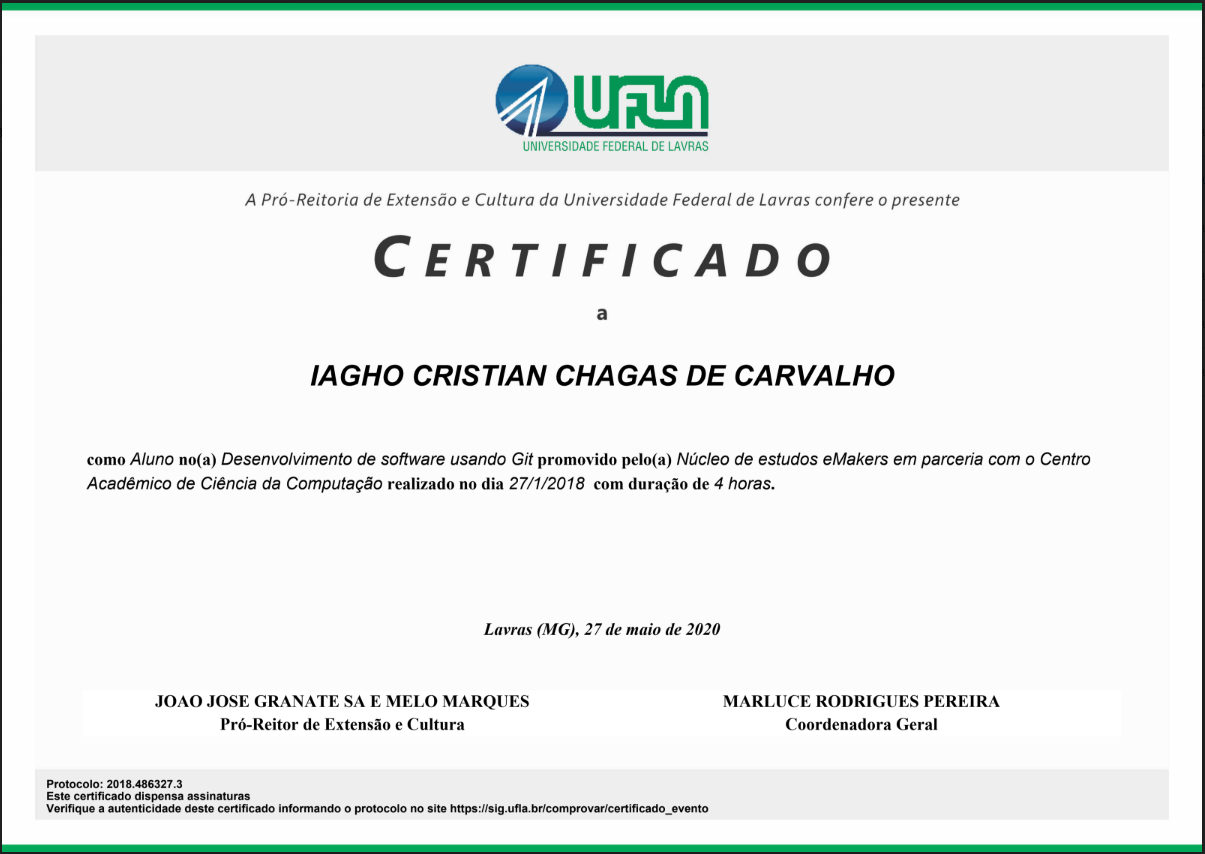 UFLA
UNIVERSIDADE FEDERAL DE LAVRAS
A Pró-Reitoria de Extensão e Cultura da Universidade Federal de Lavras confere o presente
CERTIFICADO
a
IAGHO CRISTIAN CHAGAS DE CARVALHO
como Aluno no(a) Desenvolvimento de software usando Git promovido pelo(a) Núcleo de estudos eMakers em parceria com o Centro
Acadêmico de Ciência da Computação realizado no dia 27/1/2018 com duração de 4 horas.
Lavras (MG), 27 de maio de 2020
JOAO JOSE GRANATE SA E MELO MARQUES
Pró-Reitor de Extensão e Cultura
MARLUCE RODRIGUES PEREIRA
Coordenadora Geral
Protocolo: 2018.486327.3
Este certificado dispensa assinaturas
Verifique a autenticidade deste certificado informando o protocolo no site https://sig.ufla.br/comprovar/certificado_evento